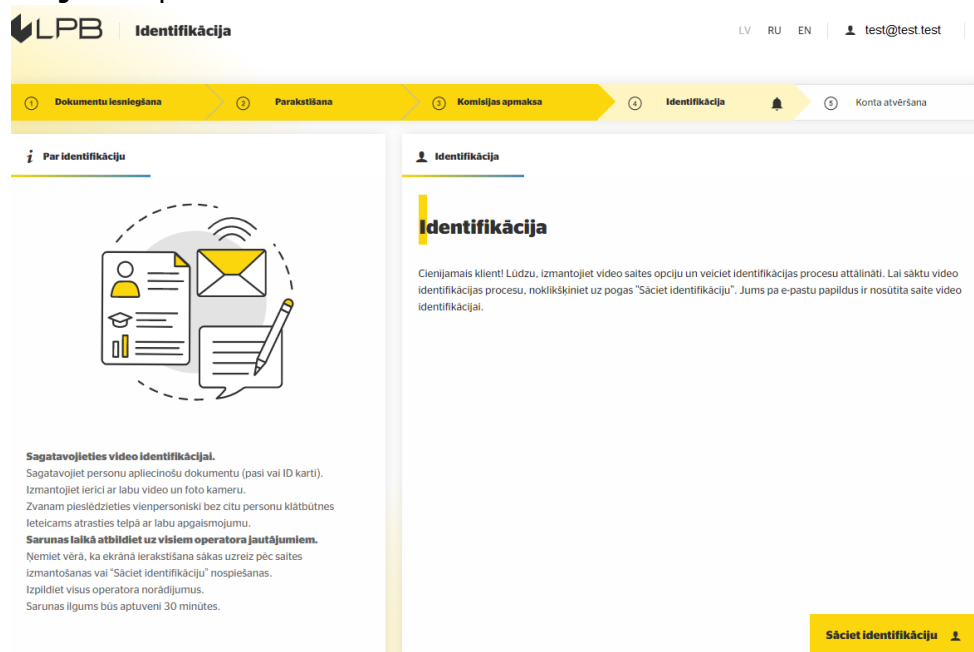 LPB Identifikācija LV RU EN test@test.test
1 Dokumentu iesniegšana 2 Parakstīšana 3 Komisijas apmaksa 4 Identifikācija 5 Konta atvēršana
i Par identifikāciju
Sagatavojieties video identifikācijai.
Sagatavojiet personu apliecinošu dokumentu (pasi vai ID karti).
Izmantojiet ierīci ar labu video un foto kameru.
Zvanam pieslēdzieties vienpersoniski bez citu personu klātbūtnes
Ieteicams atrasties telpā ar labu apgaismojumu.
Sarunas laikā atbildiet uz visiem operatora jautājumiem.
Ņemiet vērā, ka ekrānā ierakstīšana sākas uzreiz pēc saites
izmantošanas vai “Sāciet identifikāciju” nospiešanas.
Izpildiet visus operatora norādījumus.
Sarunas ilgums būs aptuveni 30 minūtes.
Identifikācija
Identifikācija
Cienījamais klient! Lūdzu, izmantojiet video saites opciju un veiciet identifikācijas procesu attālināti. Lai sāktu video
identifikācijas procesu, noklikšķiniet uz pogas "Sāciet identifikāciju". Jums pa e-pastu papildus ir nosūtīta saite video
identifikācijai.
Sāciet identifikāciju